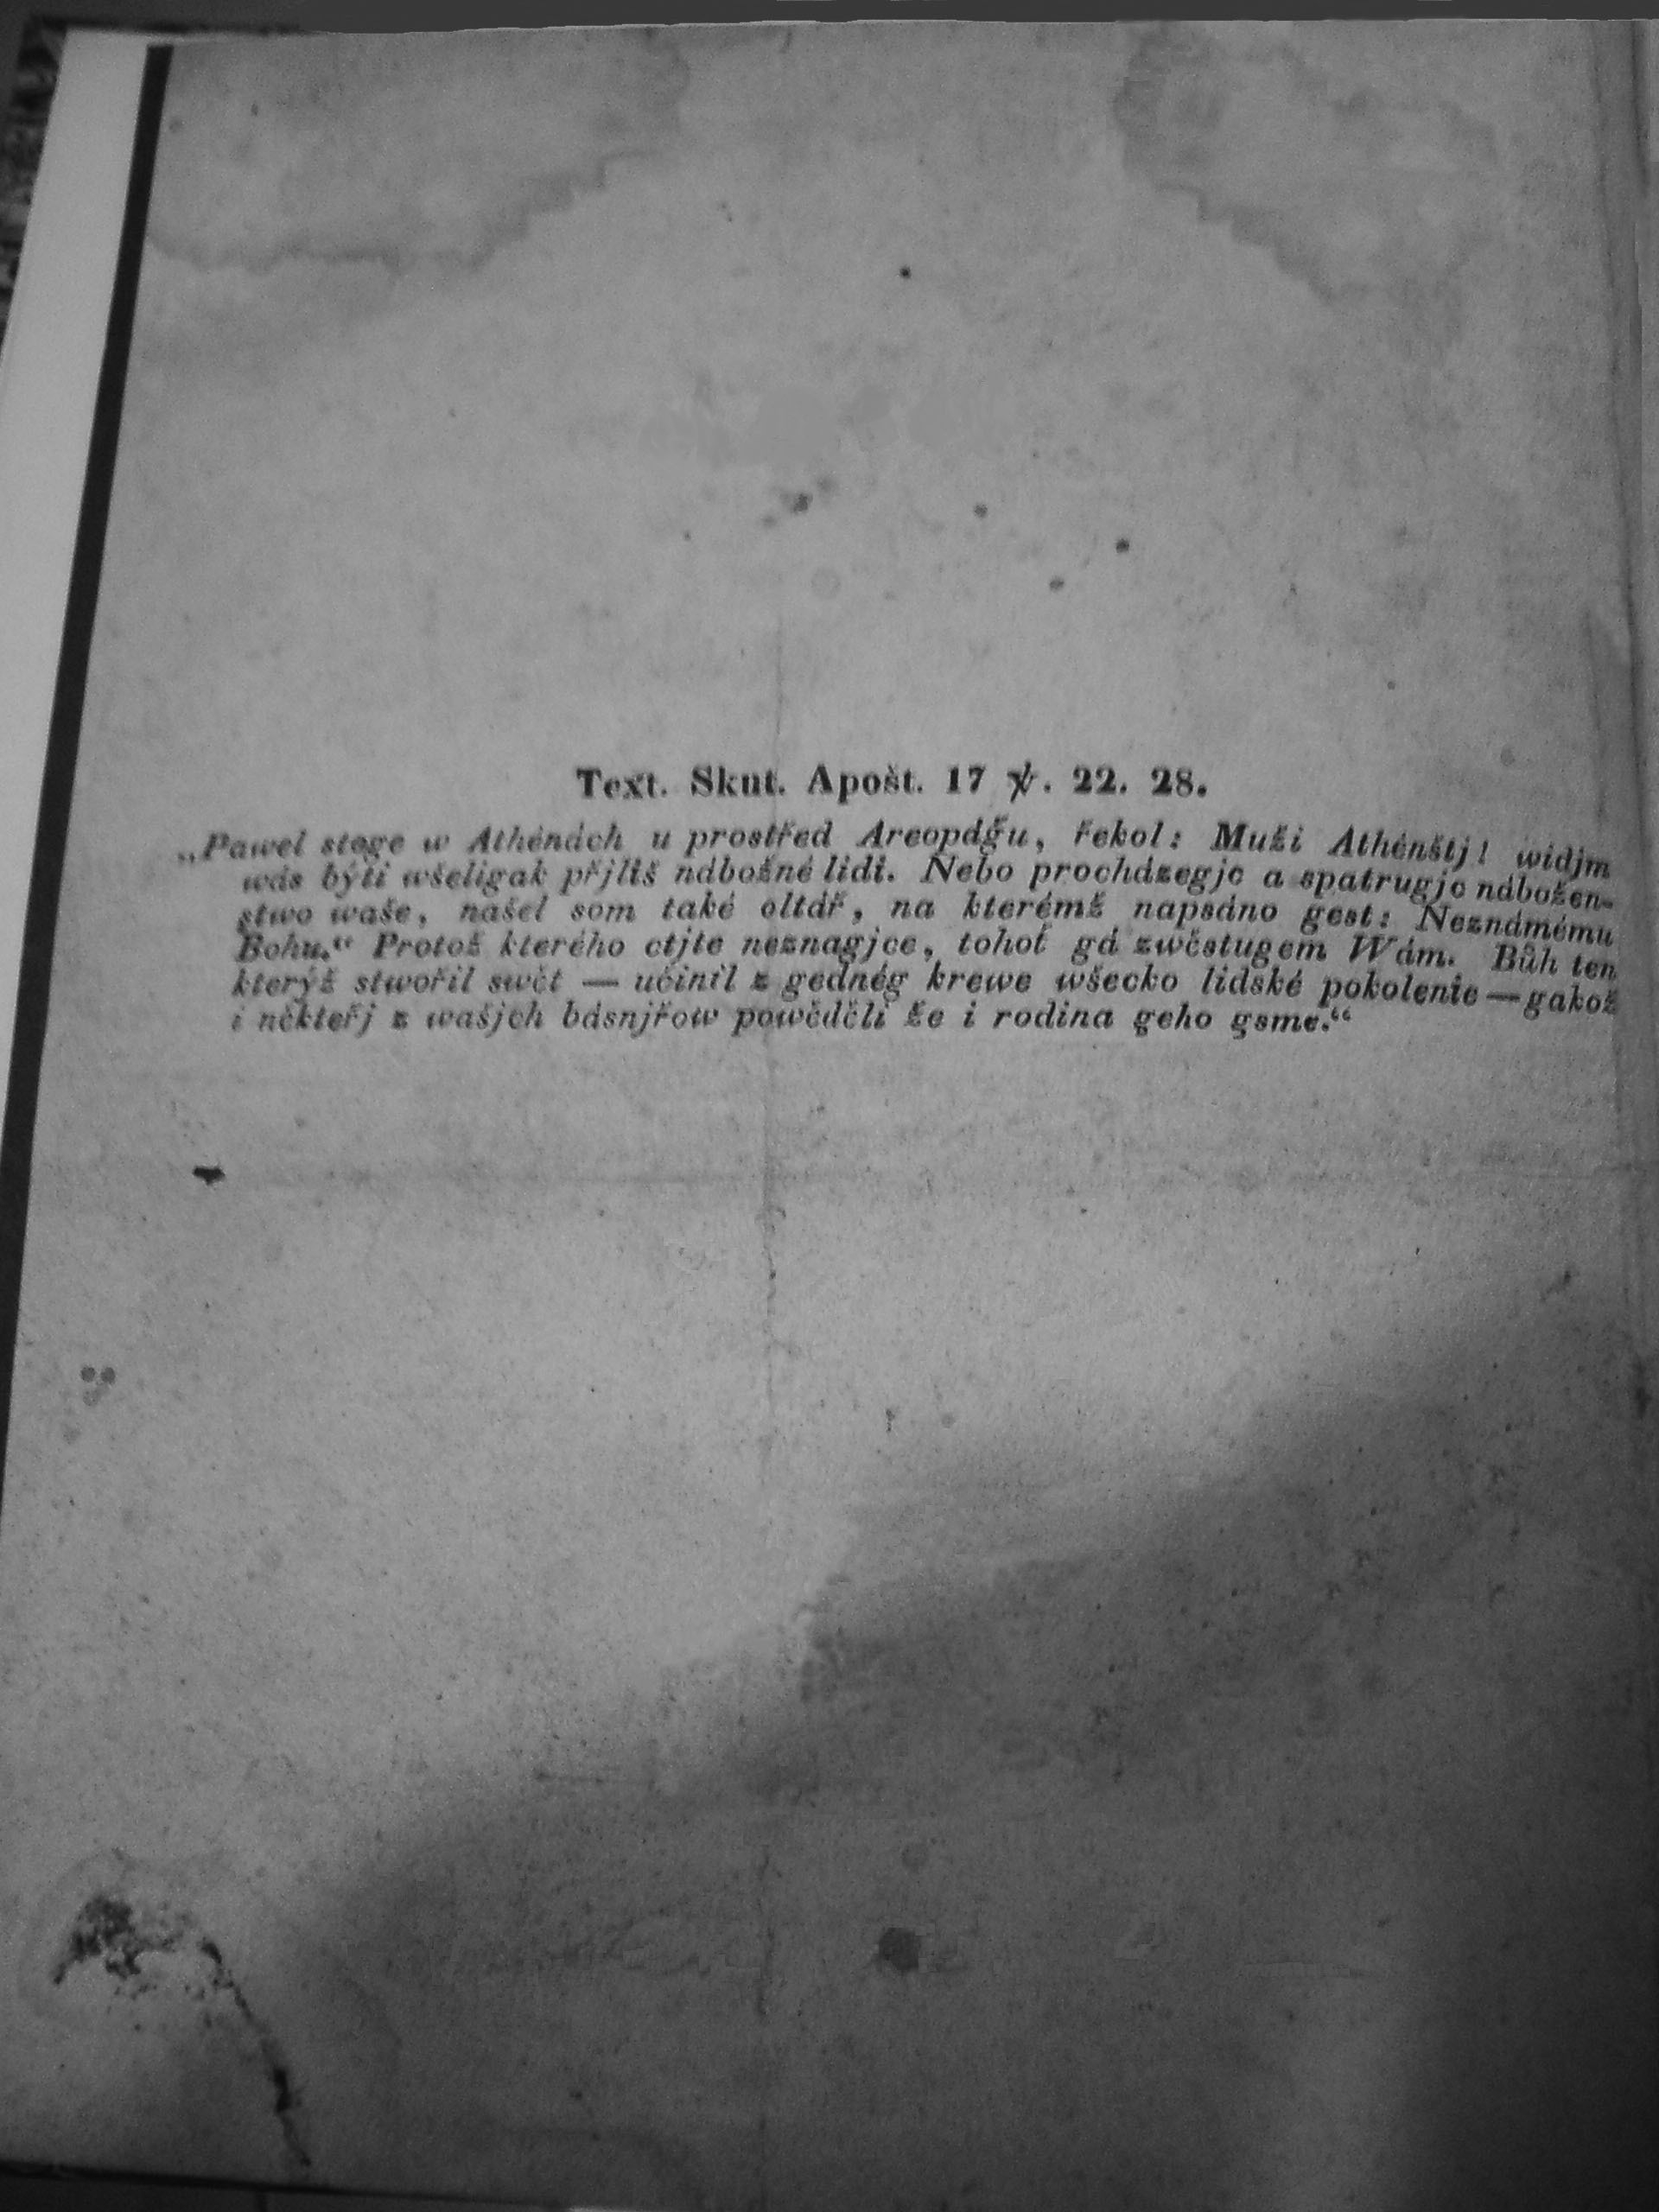 Text. Skut. Apošt. 17 ℣. 22. 28.
„Pawel stoge w Athénách u prostřed Areopágu, řekol: Muži Athénštj! widjm
wás býti wšeligak přjliš nábožné lidi. Nebo procházegjc a spatrugjc nábožen-
stwo waše, našel som také oltář, na kterémž napsáno gest: Neznámému
Bohu.“ Protož kterého ctjte neznagjce, tohoť gá zwěstugem Wám. Bůh ten
kterýž stwořil swět — učinil z gednég krewe wšecko lidské pokolenie — gakož
i někteřj z wašjch básnjřow powěděli že i rodina geho gsme.“